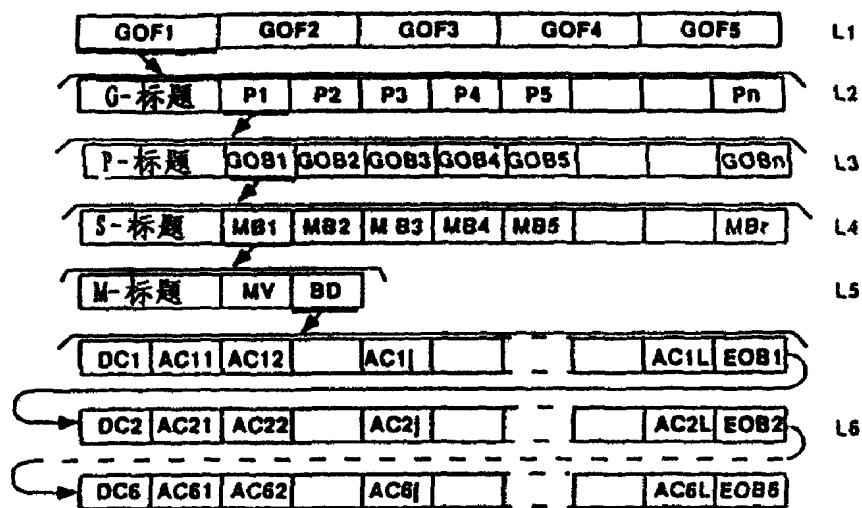 GOF1 GOF2 GOF3 GOF4 GOF5 L1
G-标题 P1 P2 P3 P4 P5 Pn L2
P-标题 GOB1 GOB2 GOB3 GOB4 GOB5 GOBn L3
S-标题 MB1 MB2 MB3 MB4 MB5 MBr L4
M-标题 MV BD L5
DC1 AC11 AC12 AC1j AC1L EOB1
DC2 AC21 AC22 AC2j AC2L EOB2 L6
DC6 AC61 AC62 AC6j AC6L EOB6